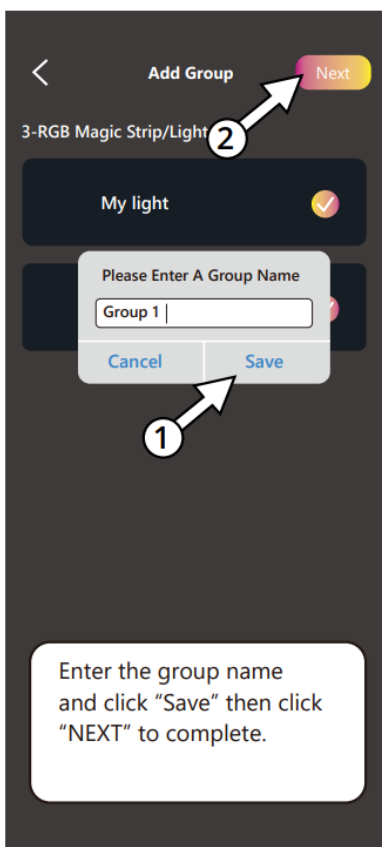 Add Group
Next
3-RGB Magic Strip/Light
2
My light
Please Enter A Group Name
Group 1
Cancel
Save
1
Enter the group name
and click “Save” then click
“NEXT” to complete.